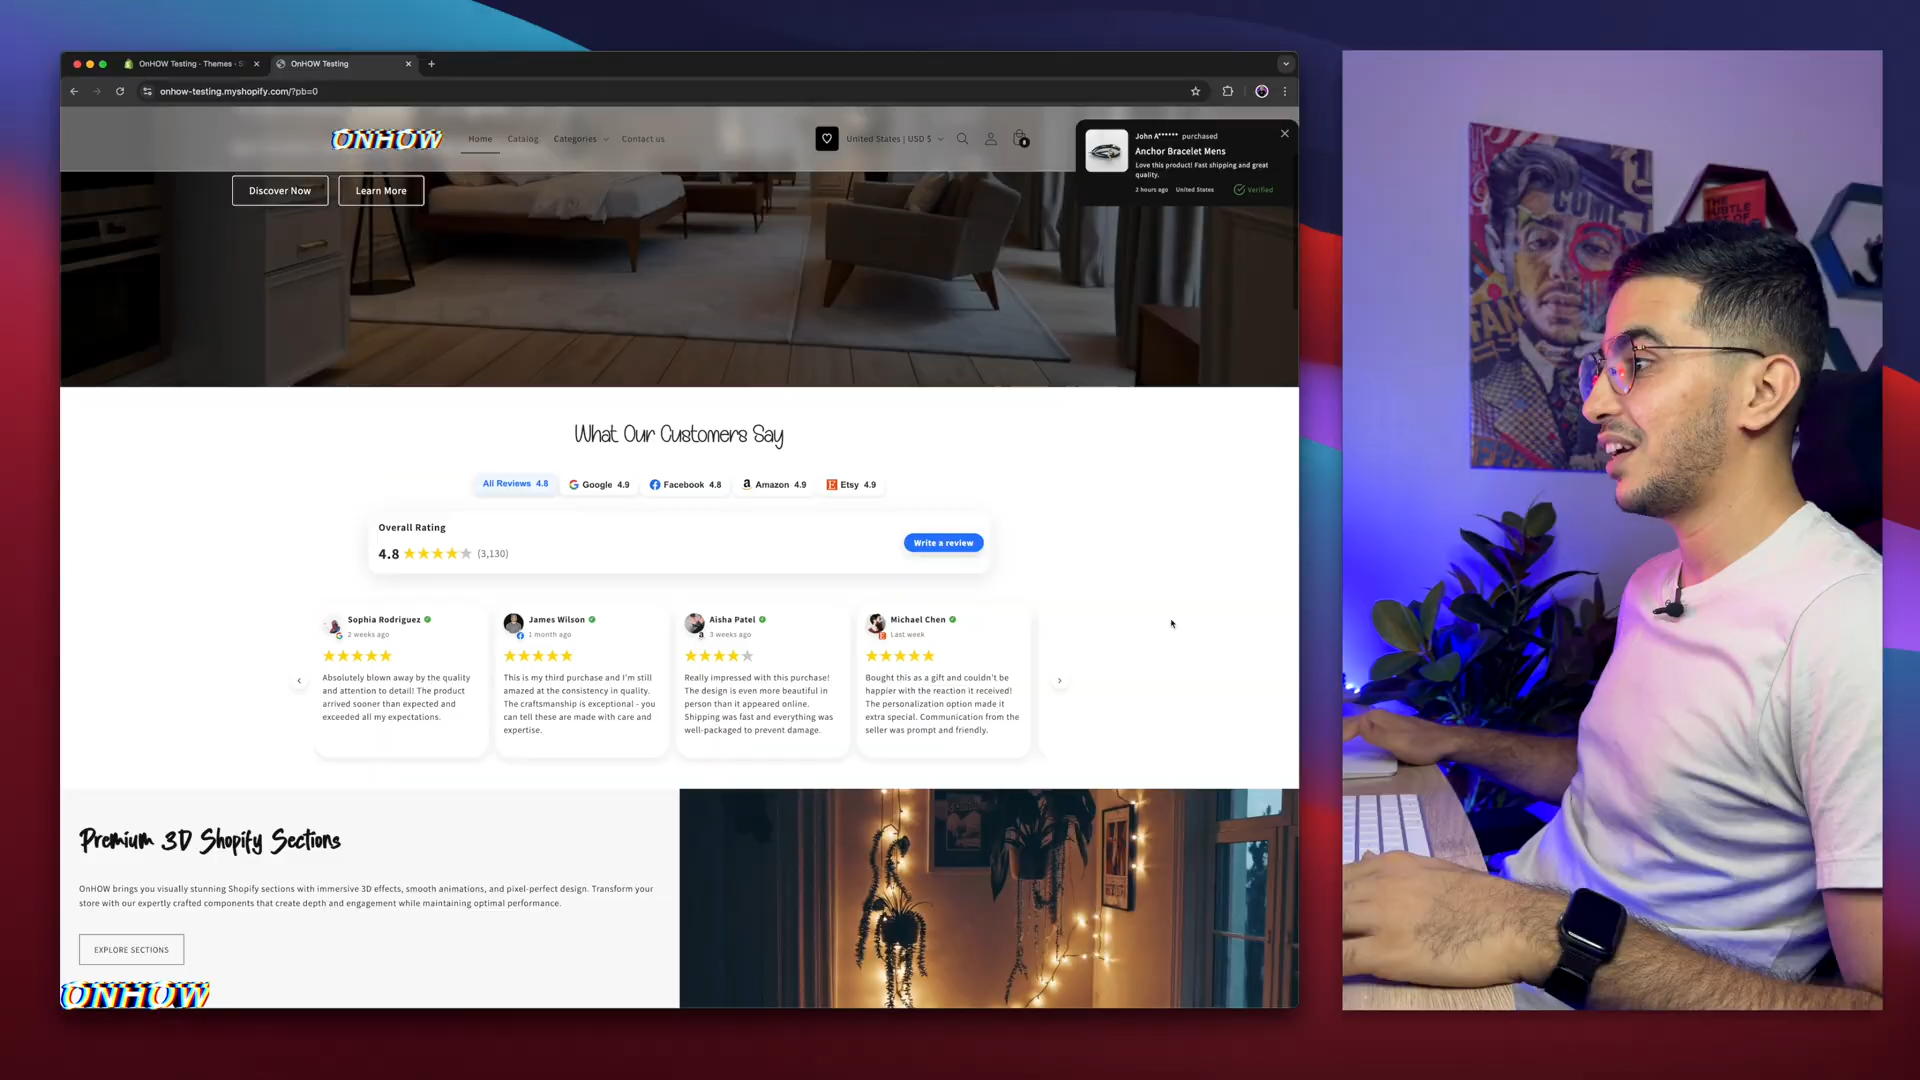 OnHOW Testing · Themes · S
OnHOW Testing
onhow-testing.myshopify.com/?pb=0
ONHOW
Home
Catalog
Categories
Contact us
United States | USD $
John A****** purchased
Anchor Bracelet Mens
Love this product! Fast shipping and great
quality.
2 hours ago United States Verified
Discover Now
Learn More
What Our Customers Say
All Reviews 4.8
Google 4.9
Facebook 4.8
Amazon 4.9
Etsy 4.9
Overall Rating
4.8 (3,130)
Write a review
Sophia Rodriguez
2 weeks ago
Absolutely blown away by the quality
and attention to detail! The product
arrived sooner than expected and
exceeded all my expectations.
James Wilson
1 month ago
This is my third purchase and I'm still
amazed at the consistency in quality.
The craftsmanship is exceptional - you
can tell these are made with care and
expertise.
Aisha Patel
3 weeks ago
Really impressed with this purchase!
The design is even more beautiful in
person than it appeared online.
Shipping was fast and everything was
well-packaged to prevent damage.
Michael Chen
Last week
Bought this as a gift and couldn't be
happier with the reaction it received!
The personalization option made it
extra special. Communication from the
seller was prompt and friendly.
Premium 3D Shopify Sections
OnHOW brings you visually stunning Shopify sections with immersive 3D effects, smooth animations, and pixel-perfect design. Transform your
store with our expertly crafted components that create depth and engagement while maintaining optimal performance.
EXPLORE SECTIONS
ONHOW
COME
FAN
THE
SUBTLE
ART OF